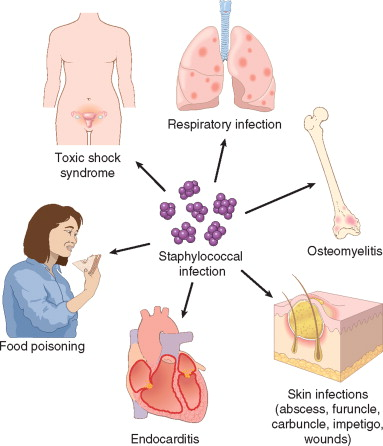 Respiratory infection
Toxic shock
syndrome
Osteomyelitis
Staphylococcal
infection
Food poisoning
Skin infections
(abscess, furuncle,
carbuncle, impetigo,
wounds)
Endocarditis